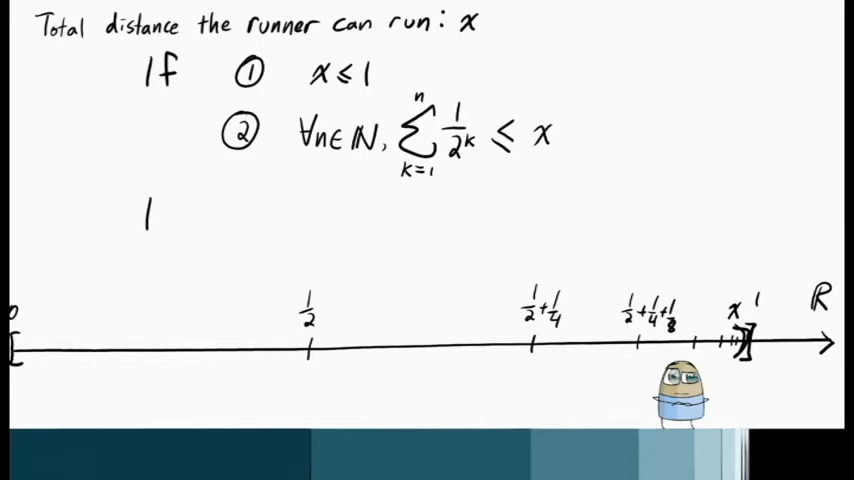 Total distance the runner can run: x
If ① x ≤ 1
② ∀n∈ℕ, ∑_{k=1}^{n} 1/2^k ≤ x
I
0 1/2 1/2+1/4 1/2+1/4+1/8 x 1 ℝ